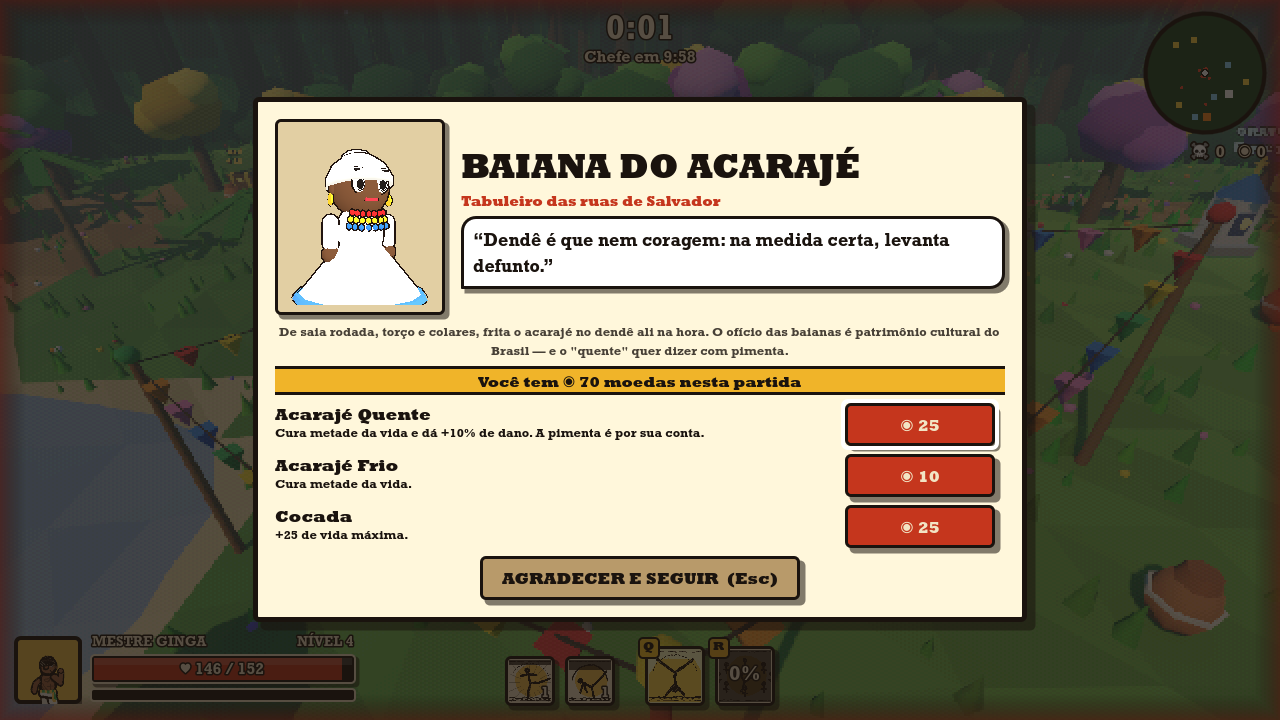 0:01
Chefe em 9:58
BAIANA DO ACARAJÉ
Tabuleiro das ruas de Salvador
“Dendê é que nem coragem: na medida certa, levanta
defunto.”
De saia rodada, torço e colares, frita o acarajé no dendê ali na hora. O ofício das baianas é patrimônio cultural do
Brasil — e o "quente" quer dizer com pimenta.
Você tem ◉ 70 moedas nesta partida
Acarajé Quente
Cura metade da vida e dá +10% de dano. A pimenta é por sua conta.
◉ 25
Acarajé Frio
Cura metade da vida.
◉ 10
Cocada
+25 de vida máxima.
◉ 25
AGRADECER E SEGUIR (Esc)
MESTRE GINGA NÍVEL 4
♥ 146 / 152
1
1
Q
R
0%
0